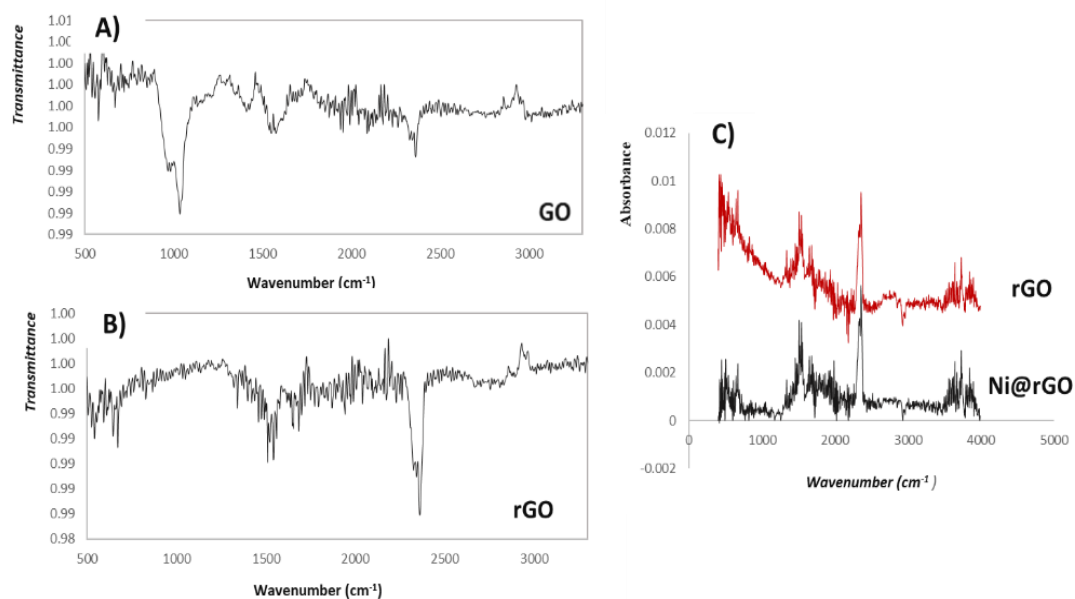 A)
Transmittance
1.01
1.00
1.00
1.00
1.00
1.00
0.99
0.99
0.99
0.99
500 1000 1500 2000 2500 3000
GO
Wavenumber (cm⁻¹)
B)
Transmittance
1.00
1.00
1.00
1.00
0.99
0.99
0.99
0.99
0.99
0.98
500 1000 1500 2000 2500 3000
rGO
Wavenumber (cm⁻¹)
C)
Absorbance
0.012
0.01
0.008
0.006
0.004
0.002
0
-0.002
0 1000 2000 3000 4000 5000
rGO
Ni@rGO
Wavenumber (cm⁻¹ )